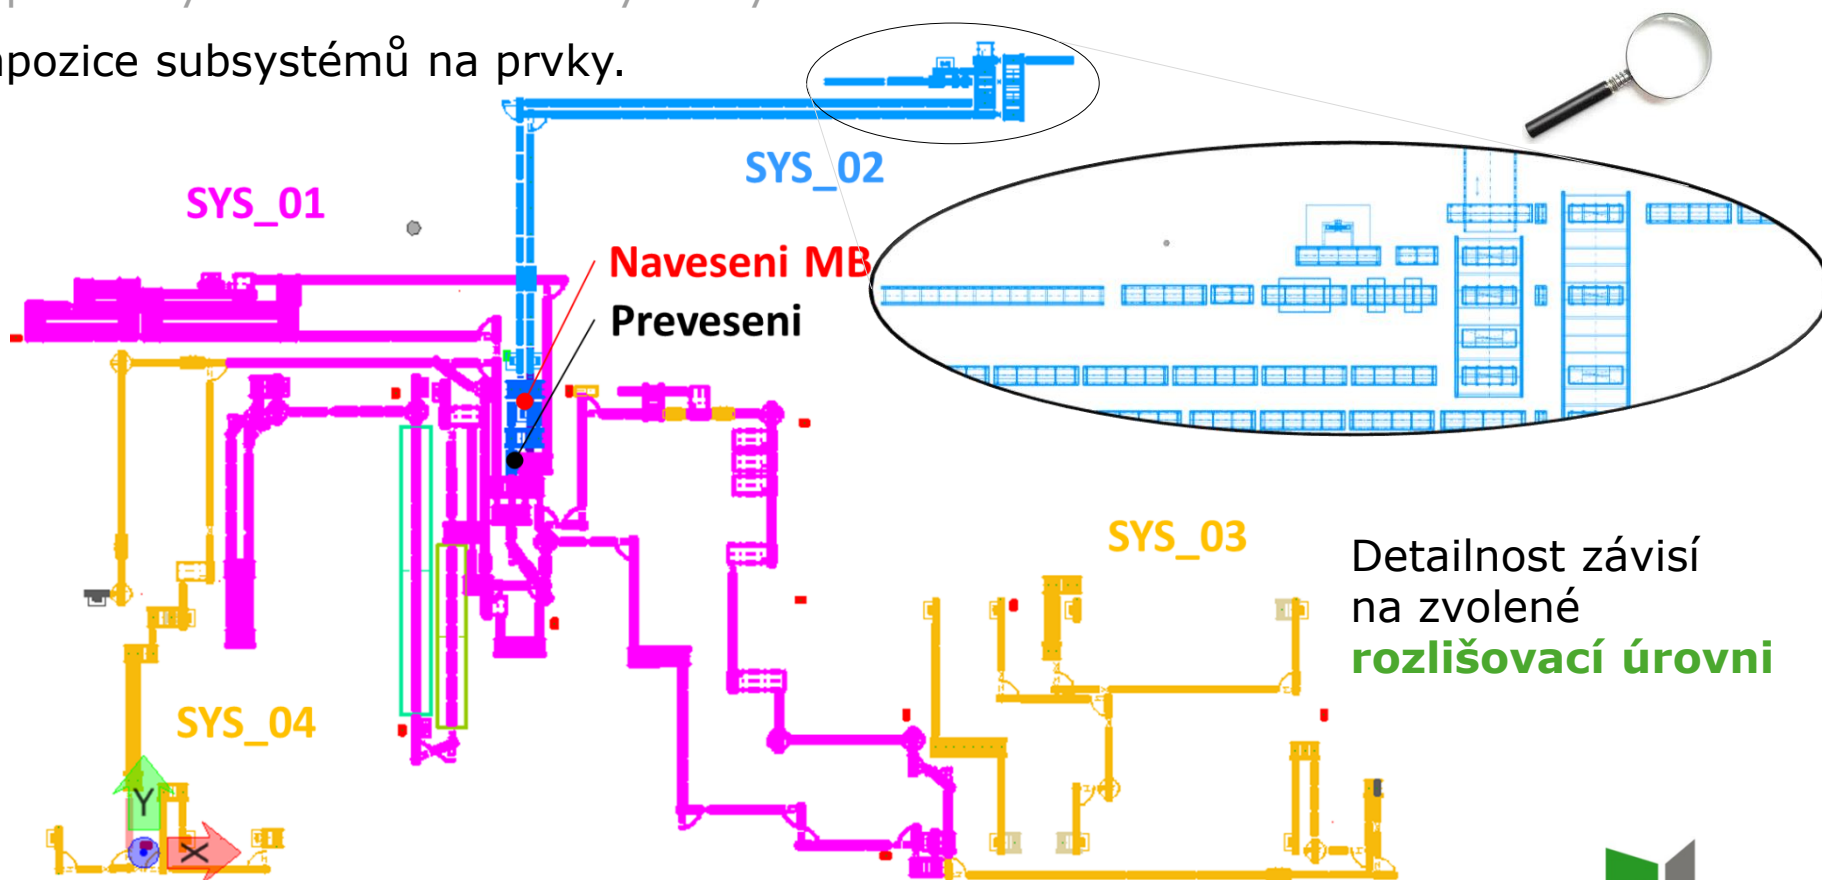 pozice subsystémů na prvky.
SYS_02
SYS_01
Naveseni MB
Preveseni
SYS_03
Detailnost závisí
na zvolené
rozlišovací úrovni
SYS_04
Y
X